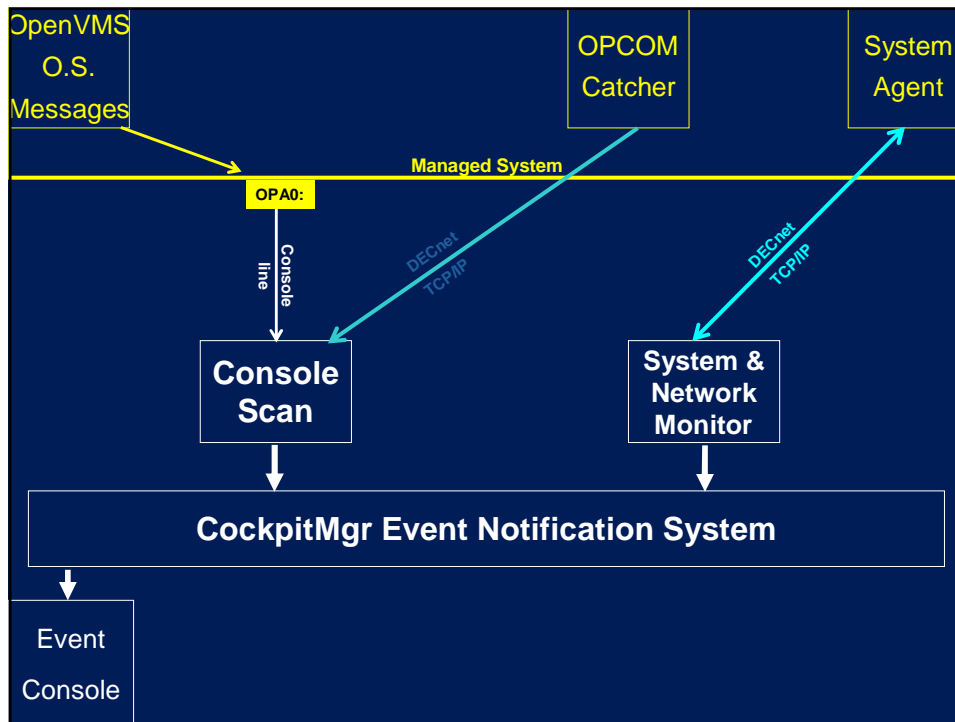 OpenVMS
O.S.
Messages
OPCOM
Catcher
System
Agent
Managed System
OPA0:
Console
line
DECnet
TCP/IP
DECnet
TCP/IP
Console
Scan
System &
Network
Monitor
CockpitMgr Event Notification System
Event
Console